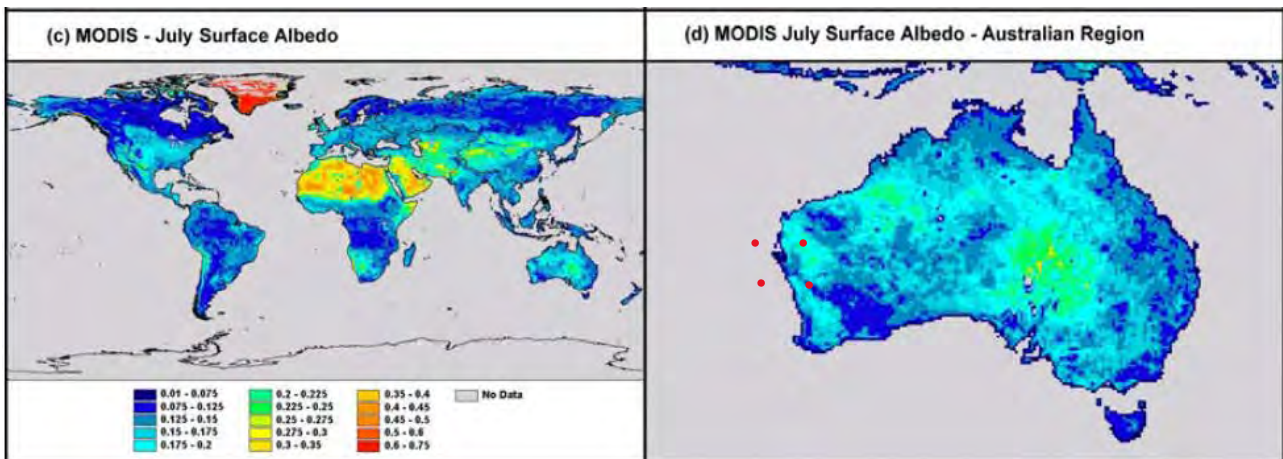 (c) MODIS - July Surface Albedo
(d) MODIS July Surface Albedo - Australian Region
0.01 - 0.075
0.075 - 0.125
0.125 - 0.15
0.15 - 0.175
0.175 - 0.2
0.2 - 0.225
0.225 - 0.25
0.25 - 0.275
0.275 - 0.3
0.3 - 0.35
0.35 - 0.4
0.4 - 0.45
0.45 - 0.5
0.5 - 0.6
0.6 - 0.75
No Data